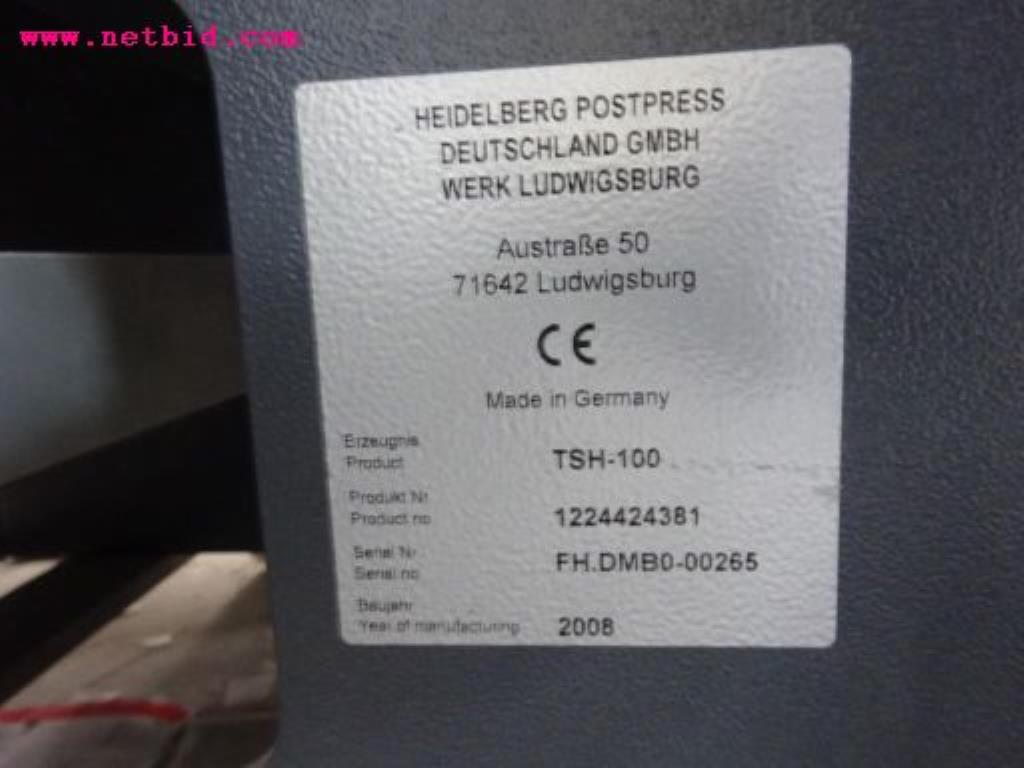 www.netbid.com
HEIDELBERG POSTPRESS
DEUTSCHLAND GMBH
WERK LUDWIGSBURG
Austraße 50
71642 Ludwigsburg
CE
Made in Germany
Erzeugnis
Product TSH-100
Produkt Nr
Product no 1224424381
Serial Nr
Serial no FH.DMB0-00265
Baujahr
Year of manufacturing 2008